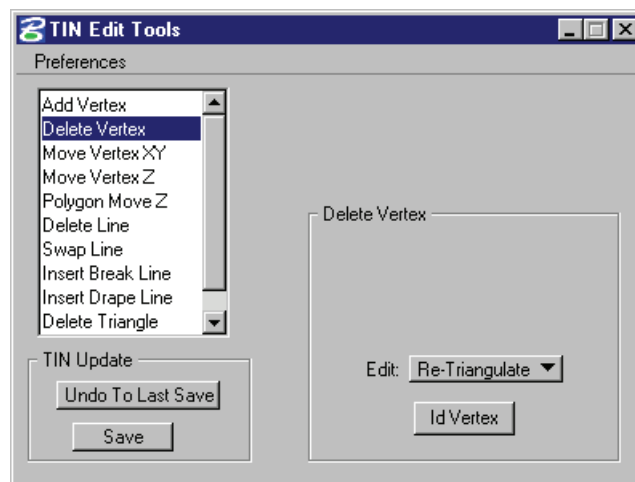 TIN Edit Tools
Preferences
Add Vertex
Delete Vertex
Move Vertex XY
Move Vertex Z
Polygon Move Z
Delete Line
Swap Line
Insert Break Line
Insert Drape Line
Delete Triangle
TIN Update
Undo To Last Save
Save
Delete Vertex
Edit: Re-Triangulate
Id Vertex